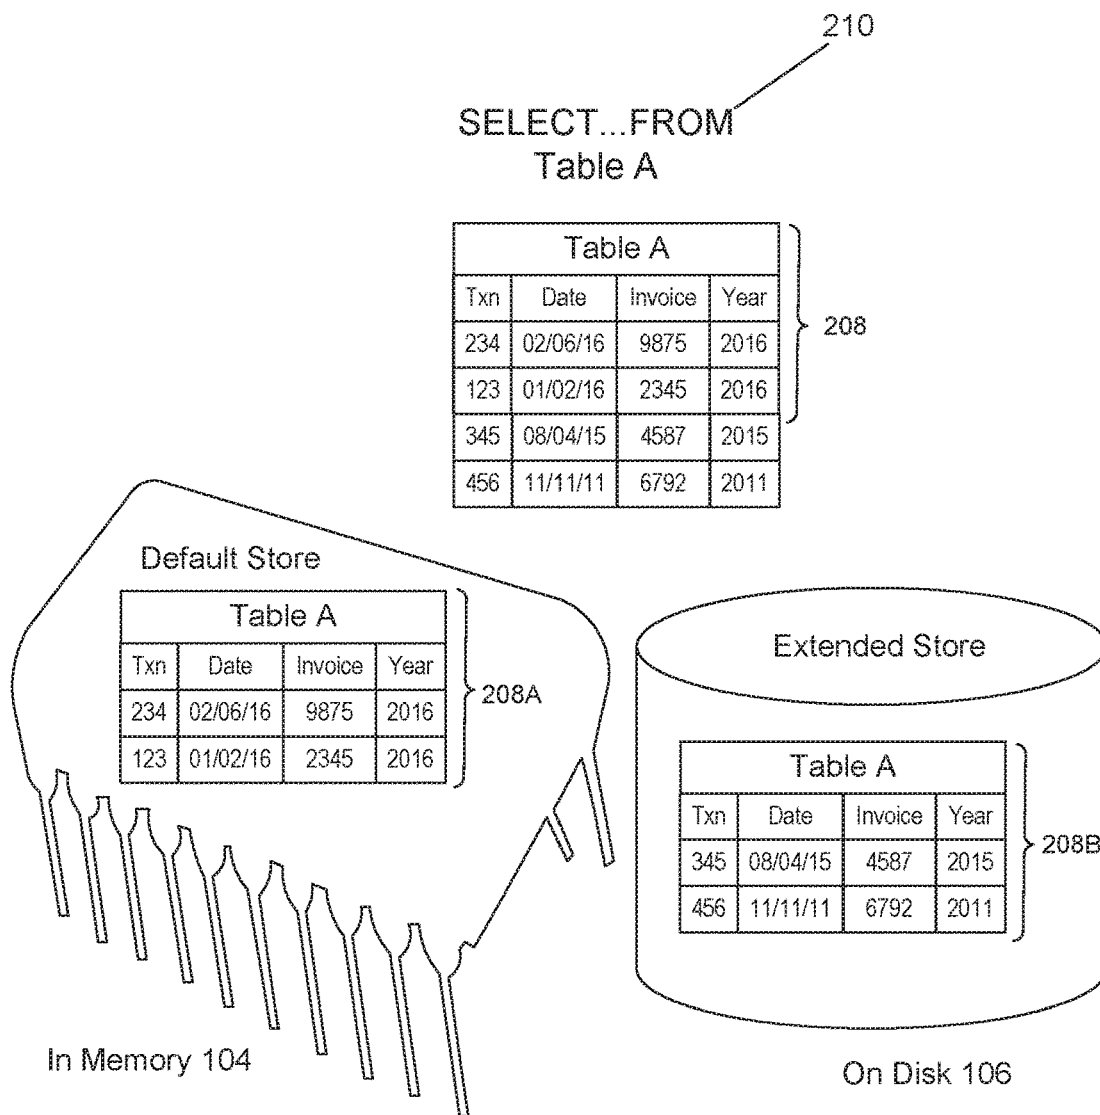 210
SELECT...FROM
Table A
Table A
Txn Date Invoice Year
234 02/06/16 9875 2016
208
123 01/02/16 2345 2016
345 08/04/15 4587 2015
456 11/11/11 6792 2011
Default Store
Table A
Txn Date Invoice Year
208A
234 02/06/16 9875 2016
123 01/02/16 2345 2016
Extended Store
Table A
Txn Date Invoice Year
345 08/04/15 4587 2015
208B
456 11/11/11 6792 2011
In Memory 104
On Disk 106